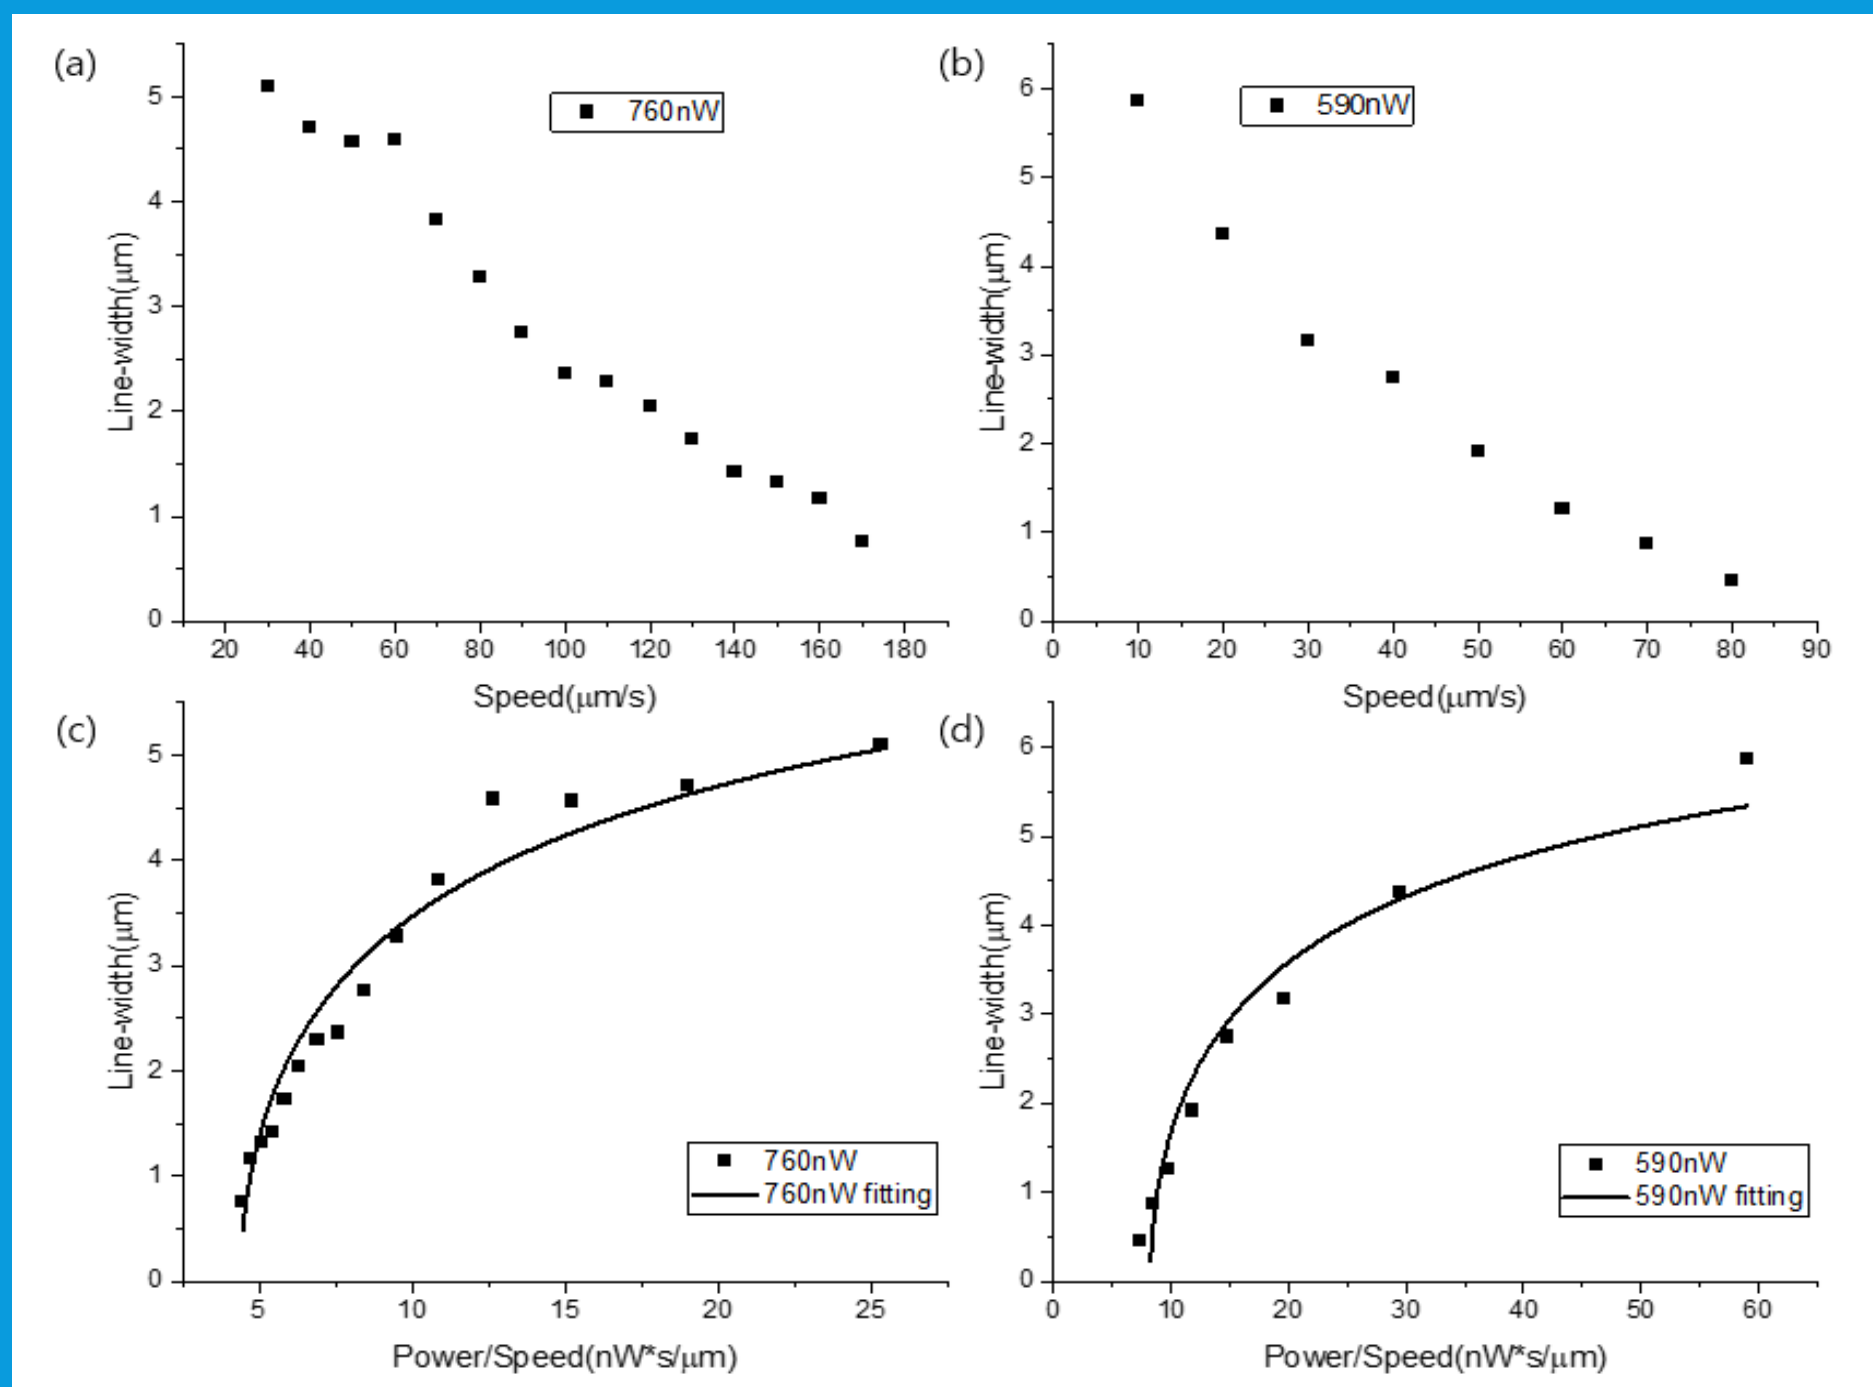 (a)
760nW
5
4
3
2
1
0
Line-width(μm)
20 40 60 80 100 120 140 160 180
Speed(μm/s)
(b)
590nW
6
5
4
3
2
1
0
Line-width(μm)
0 10 20 30 40 50 60 70 80 90
Speed(μm/s)
(c)
5
4
3
2
1
0
Line-width(μm)
760nW
760nW fitting
5 10 15 20 25
Power/Speed(nW*s/μm)
(d)
6
5
4
3
2
1
0
Line-width(μm)
590nW
590nW fitting
0 10 20 30 40 50 60
Power/Speed(nW*s/μm)